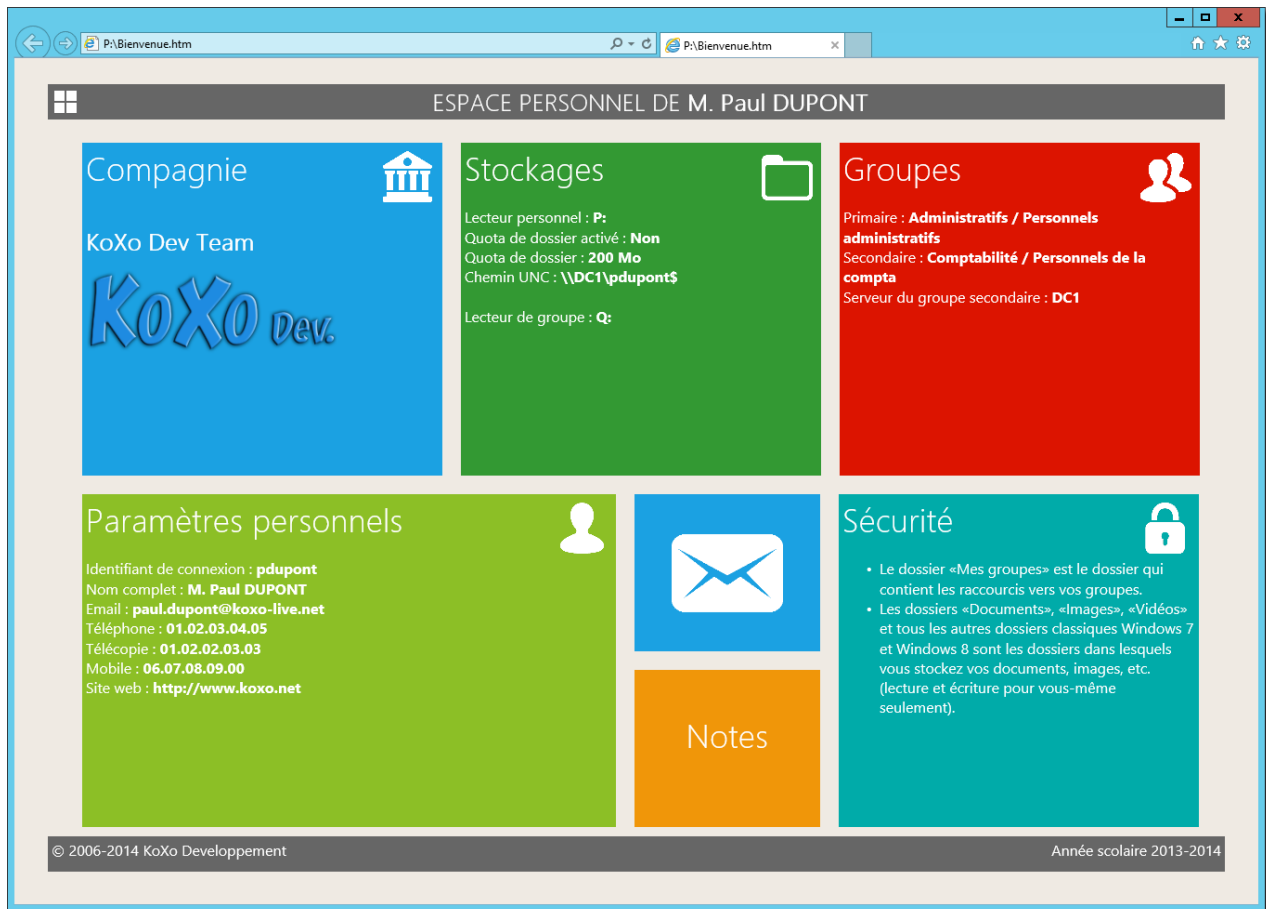 P:\Bienvenue.htm
P:\Bienvenue.htm
ESPACE PERSONNEL DE M. Paul DUPONT
Compagnie
KoXo Dev Team
KoXo Dev.
Stockages
Lecteur personnel : P:
Quota de dossier activé : Non
Quota de dossier : 200 Mo
Chemin UNC : \\DC1\pdupont$
Lecteur de groupe : Q:
Groupes
Primaire : Administratifs / Personnels
administratifs
Secondaire : Comptabilité / Personnels de la
compta
Serveur du groupe secondaire : DC1
Paramètres personnels
Identifiant de connexion : pdupont
Nom complet : M. Paul DUPONT
Email : paul.dupont@koxo-live.net
Téléphone : 01.02.03.04.05
Télécopie : 01.02.02.03.03
Mobile : 06.07.08.09.00
Site web : http://www.koxo.net
Notes
Sécurité
• Le dossier «Mes groupes» est le dossier qui
contient les raccourcis vers vos groupes.
• Les dossiers «Documents», «Images», «Vidéos»
et tous les autres dossiers classiques Windows 7
et Windows 8 sont les dossiers dans lesquels
vous stockez vos documents, images, etc.
(lecture et écriture pour vous-même
seulement).
© 2006-2014 KoXo Developpement
Année scolaire 2013-2014